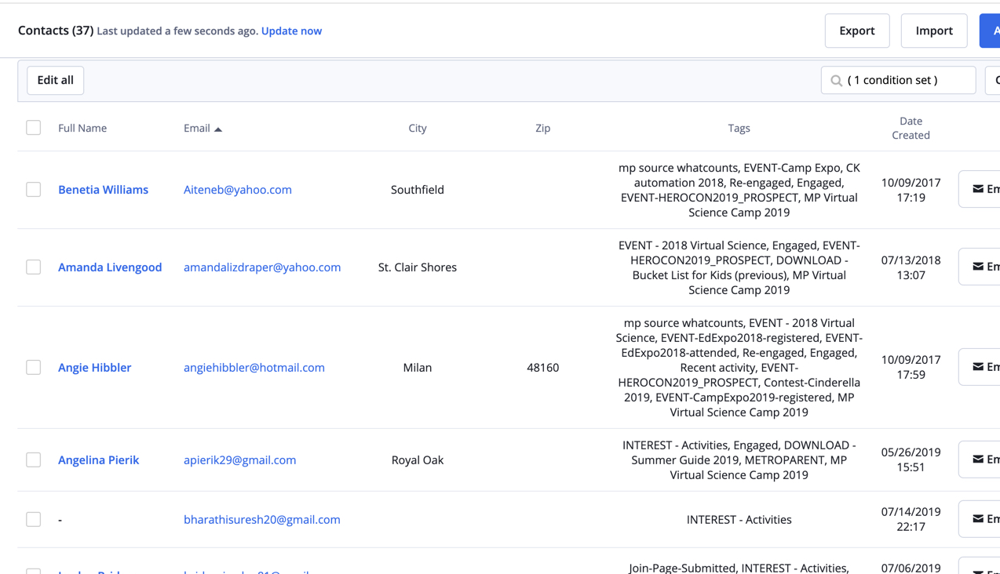 Contacts (37) Last updated a few seconds ago. Update now
Export
Import
Edit all
( 1 condition set )
Full Name
Email
City
Zip
Tags
Date
Created
Benetia Williams
Aiteneb@yahoo.com
Southfield
mp source whatcounts, EVENT-Camp Expo, CK
automation 2018, Re-engaged, Engaged,
EVENT-HEROCON2019_PROSPECT, MP Virtual
Science Camp 2019
10/09/2017
17:19
Em
Amanda Livengood
amandalizdraper@yahoo.com
St. Clair Shores
EVENT - 2018 Virtual Science, Engaged, EVENT-
HEROCON2019_PROSPECT, DOWNLOAD -
Bucket List for Kids (previous), MP Virtual
Science Camp 2019
07/13/2018
13:07
Em
Angie Hibbler
angiehibbler@hotmail.com
Milan
48160
mp source whatcounts, EVENT - 2018 Virtual
Science, EVENT-EdExpo2018-registered, EVENT-
EdExpo2018-attended, Re-engaged, Engaged,
Recent activity, EVENT-
HEROCON2019_PROSPECT, Contest-Cinderella
2019, EVENT-CampExpo2019-registered, MP
Virtual Science Camp 2019
10/09/2017
17:59
Em
Angelina Pierik
apierik29@gmail.com
Royal Oak
INTEREST - Activities, Engaged, DOWNLOAD -
Summer Guide 2019, METROPARENT, MP
Virtual Science Camp 2019
05/26/2019
15:51
Em
-
bharathisuresh20@gmail.com
INTEREST - Activities
07/14/2019
22:17
Em
Join-Page-Submitted, INTEREST - Activities,
07/06/2019